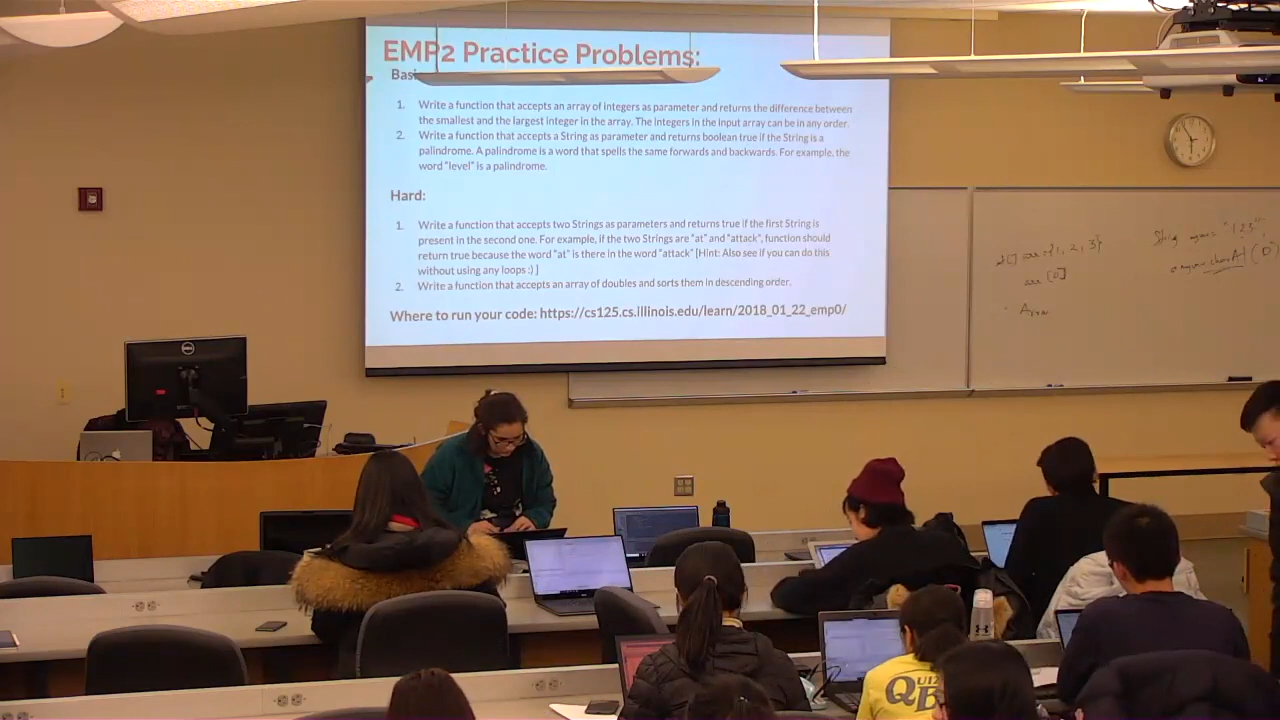 EMP2 Practice Problems:
1. Write a function that accepts an array of integers as parameter and returns the difference between
the smallest and the largest integer in the array. The integers in the input array can be in any order.
2. Write a function that accepts a String as parameter and returns boolean true if the String is a
palindrome. A palindrome is a word that spells the same forwards and backwards. For example, the
word "level" is a palindrome.
Hard:
1. Write a function that accepts two Strings as parameters and returns true if the first String is
present in the second one. For example, if the two Strings are "at" and "attack", function should
return true because the word "at" is there in the word "attack" [Hint: Also see if you can do this
without using any loops :) ]
2. Write a function that accepts an array of doubles and sorts them in descending order.
Where to run your code: https://cs125.cs.illinois.edu/learn/2018_01_22_emp0/
{1, 2, 3}
arr [0]
String "123"
charAt (0)
DELL